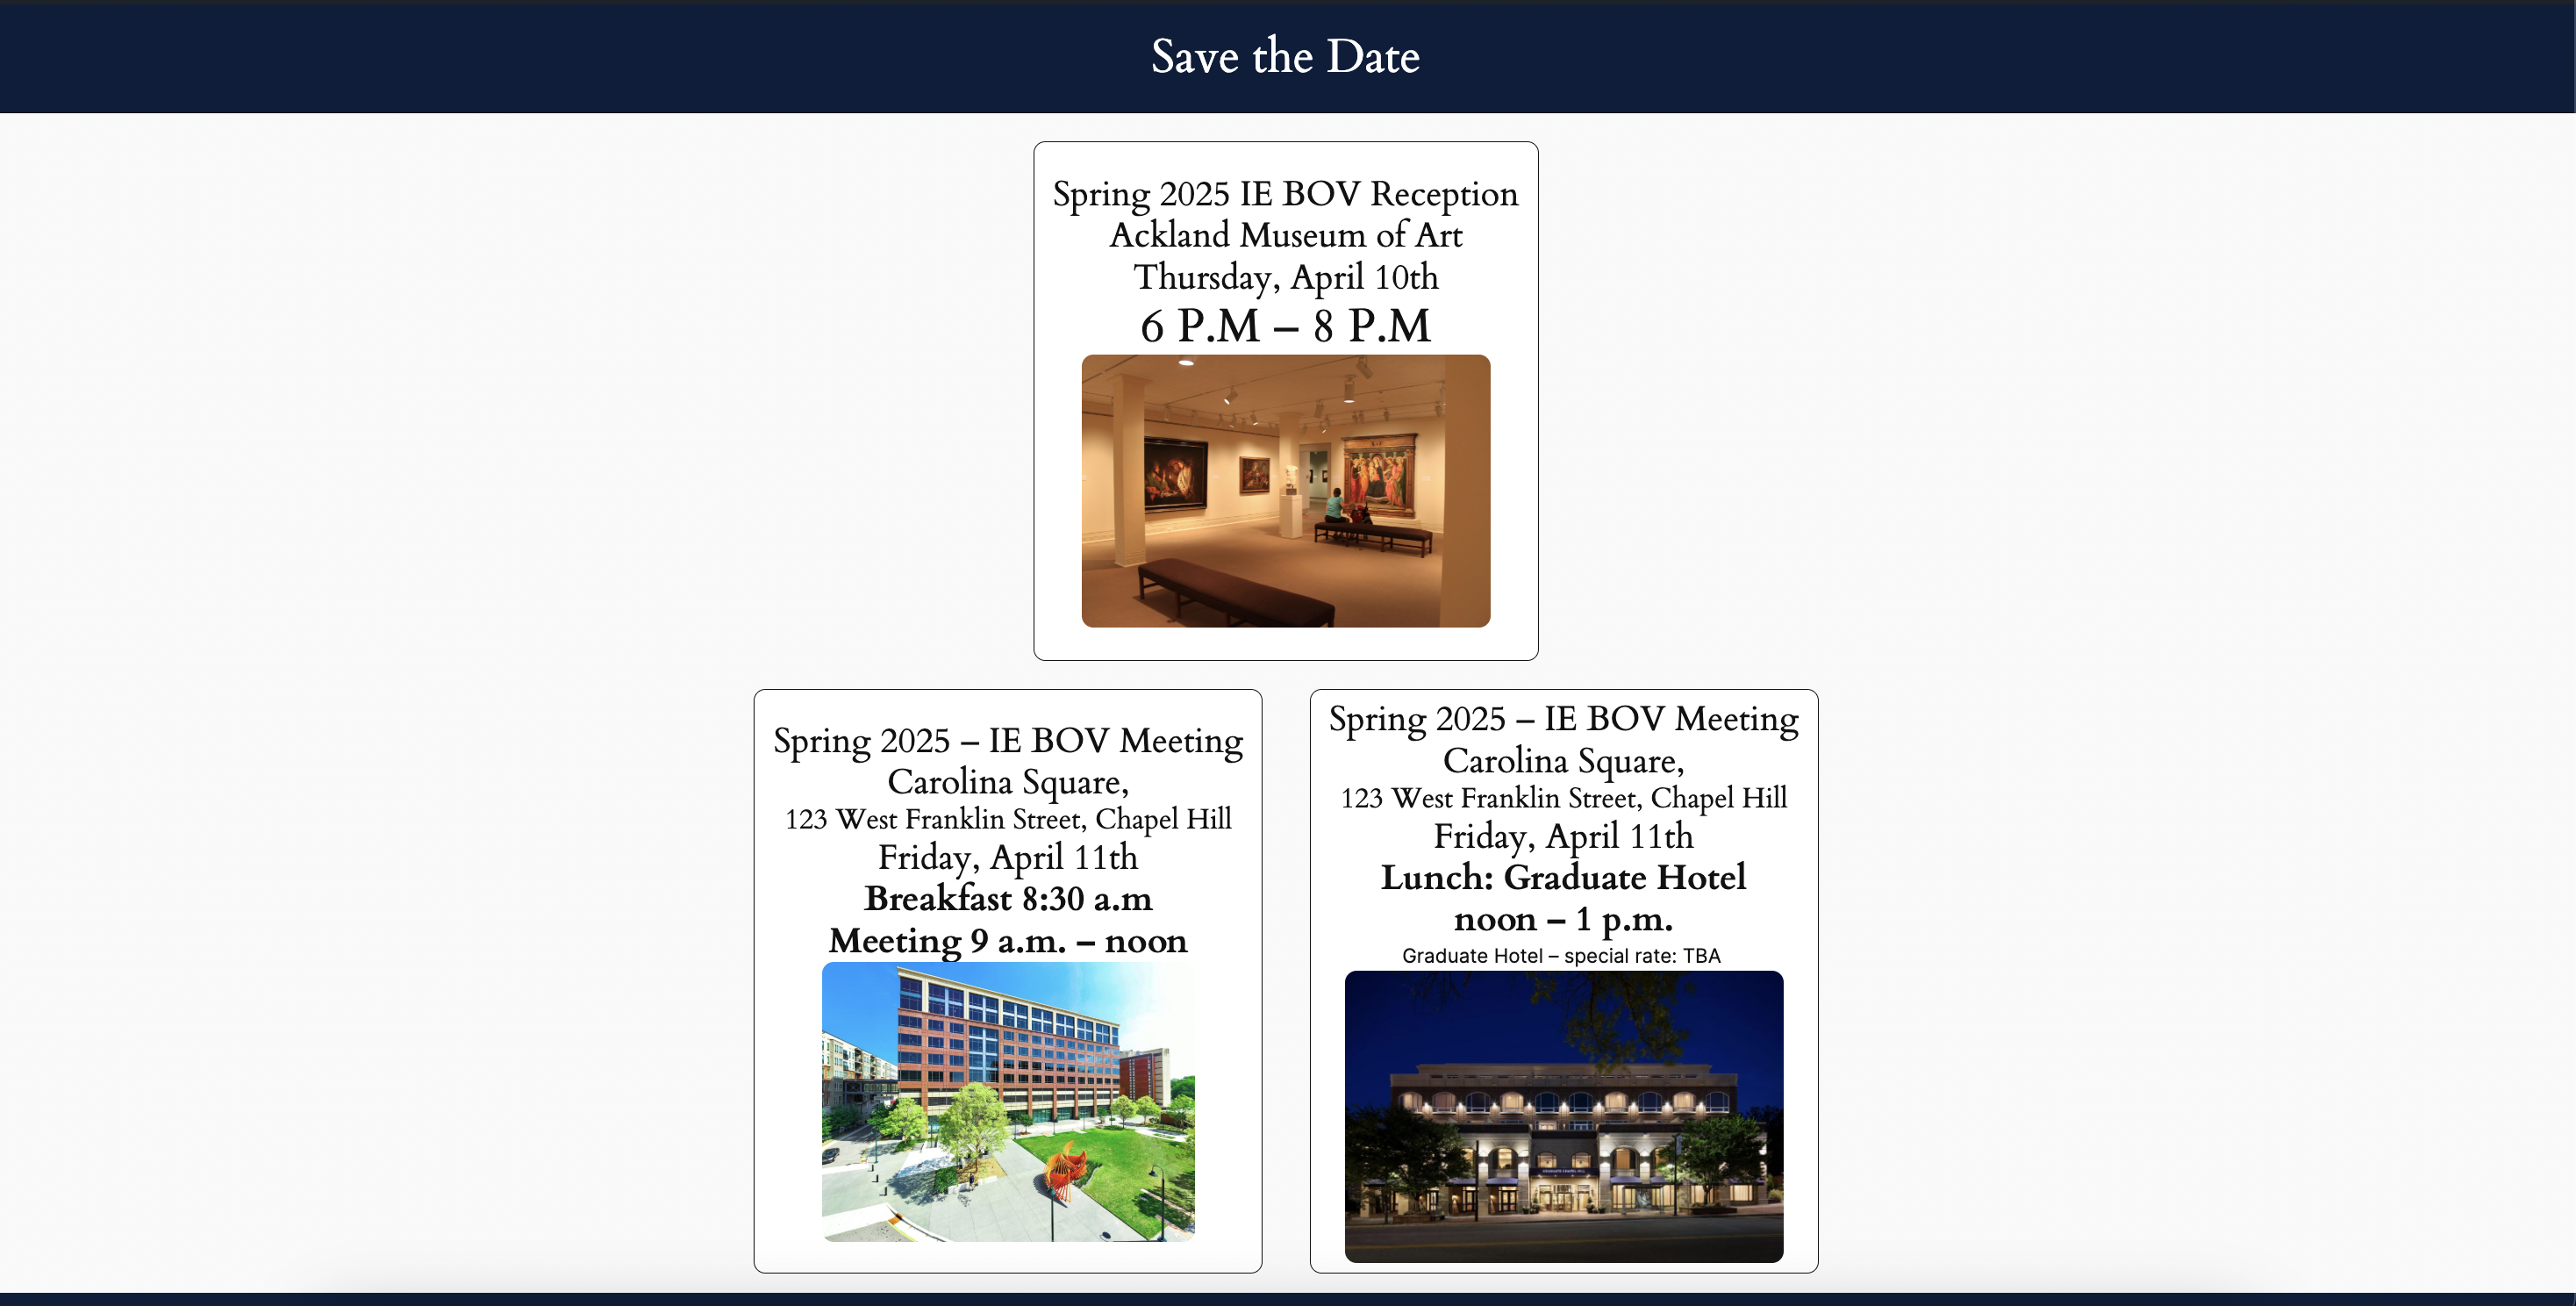 Save the Date
Spring 2025 IE BOV Reception
Ackland Museum of Art
Thursday, April 10th
6 P.M – 8 P.M
Spring 2025 – IE BOV Meeting
Carolina Square,
123 West Franklin Street, Chapel Hill
Friday, April 11th
Breakfast 8:30 a.m
Meeting 9 a.m. – noon
Spring 2025 – IE BOV Meeting
Carolina Square,
123 West Franklin Street, Chapel Hill
Friday, April 11th
Lunch: Graduate Hotel
noon – 1 p.m.
Graduate Hotel – special rate: TBA
GRADUATE CHAPEL HILL